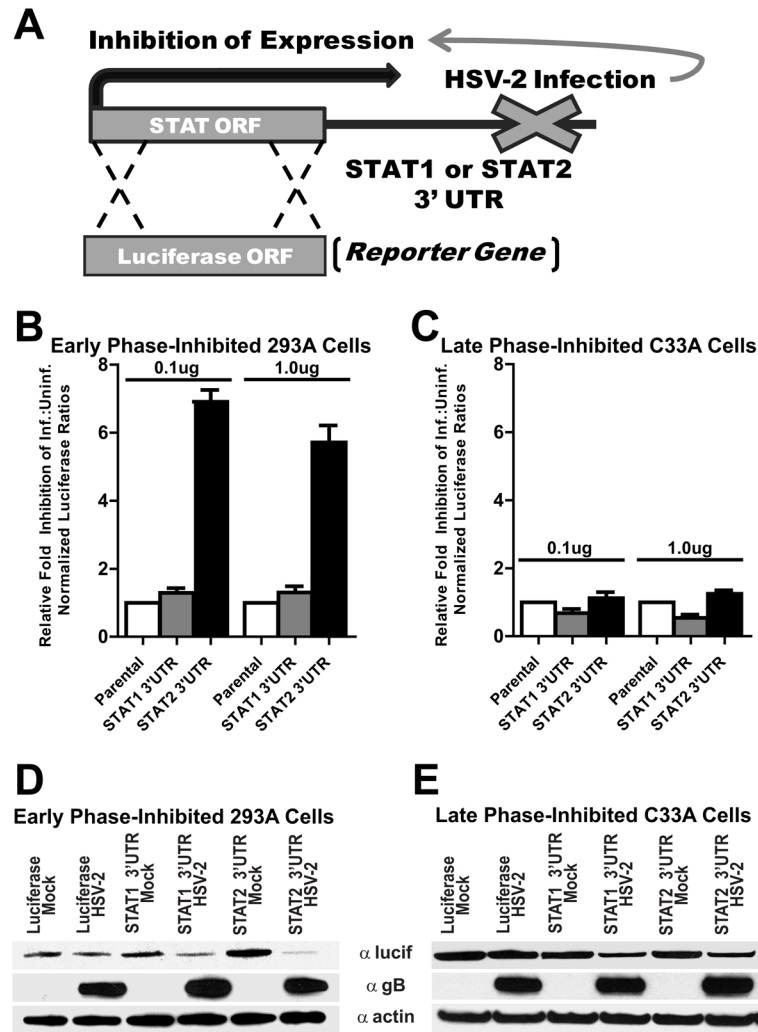 A
Inhibition of Expression
HSV-2 Infection
STAT ORF
STAT1 or STAT2
3' UTR
Luciferase ORF
(Reporter Gene)
B
Early Phase-Inhibited 293A Cells
Relative Fold Inhibition of Inf.:Uninf.
Normalized Luciferase Ratios
8
6
4
2
0
0.1ug
1.0ug
Parental
STAT1 3'UTR
STAT2 3'UTR
Parental
STAT1 3'UTR
STAT2 3'UTR
C
Late Phase-Inhibited C33A Cells
Relative Fold Inhibition of Inf.:Uninf.
Normalized Luciferase Ratios
8
6
4
2
0
0.1ug
1.0ug
Parental
STAT1 3'UTR
STAT2 3'UTR
Parental
STAT1 3'UTR
STAT2 3'UTR
D
Early Phase-Inhibited 293A Cells
Luciferase
Mock
Luciferase
HSV-2
STAT1 3'UTR
Mock
STAT1 3'UTR
HSV-2
STAT2 3'UTR
Mock
STAT2 3'UTR
HSV-2
E
Late Phase-Inhibited C33A Cells
Luciferase
Mock
Luciferase
HSV-2
STAT1 3'UTR
Mock
STAT1 3'UTR
HSV-2
STAT2 3'UTR
Mock
STAT2 3'UTR
HSV-2
α lucif
α gB
α actin